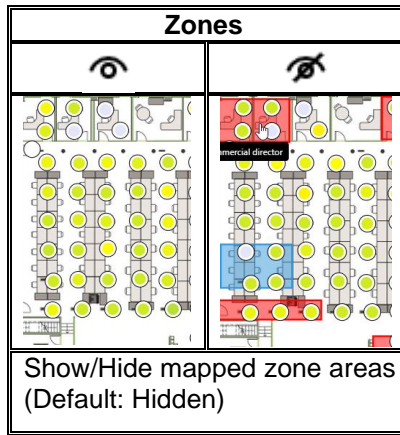 Zones
mercial director
Show/Hide mapped zone areas
(Default: Hidden)